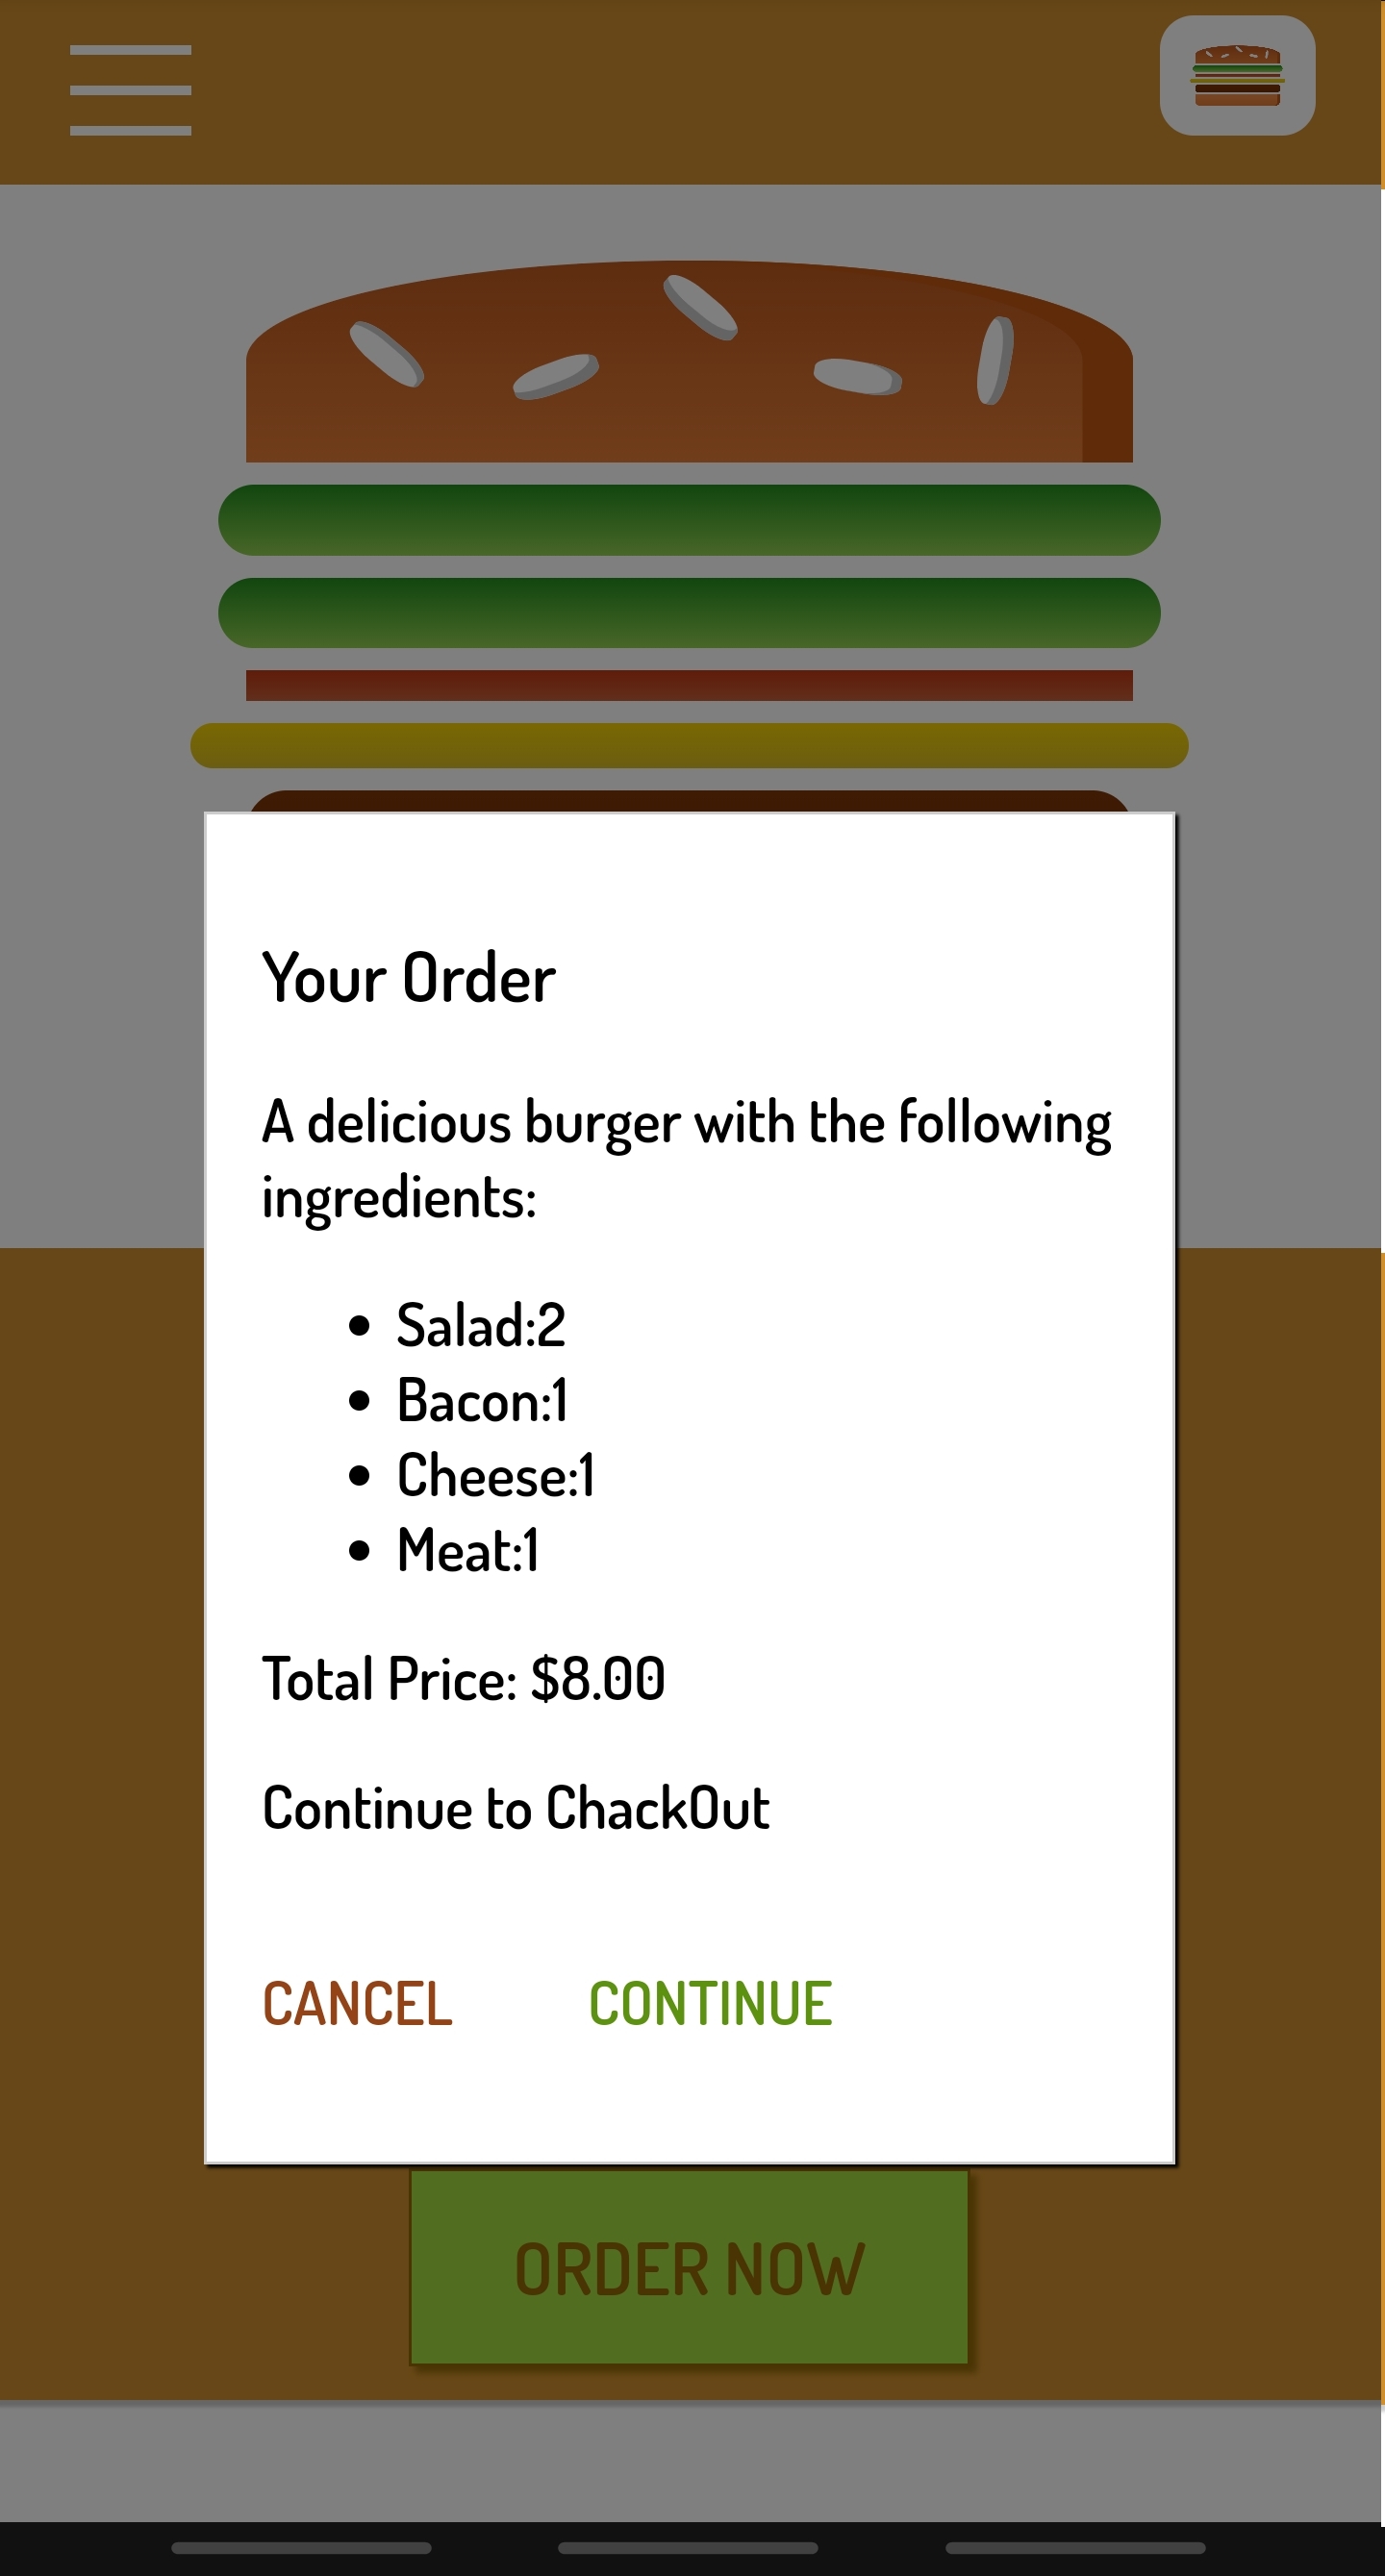 Your Order
A delicious burger with the following
ingredients:
Salad:2
Bacon:1
Cheese:1
Meat:1
Total Price: $8.00
Continue to ChackOut
CANCEL CONTINUE
ORDER NOW